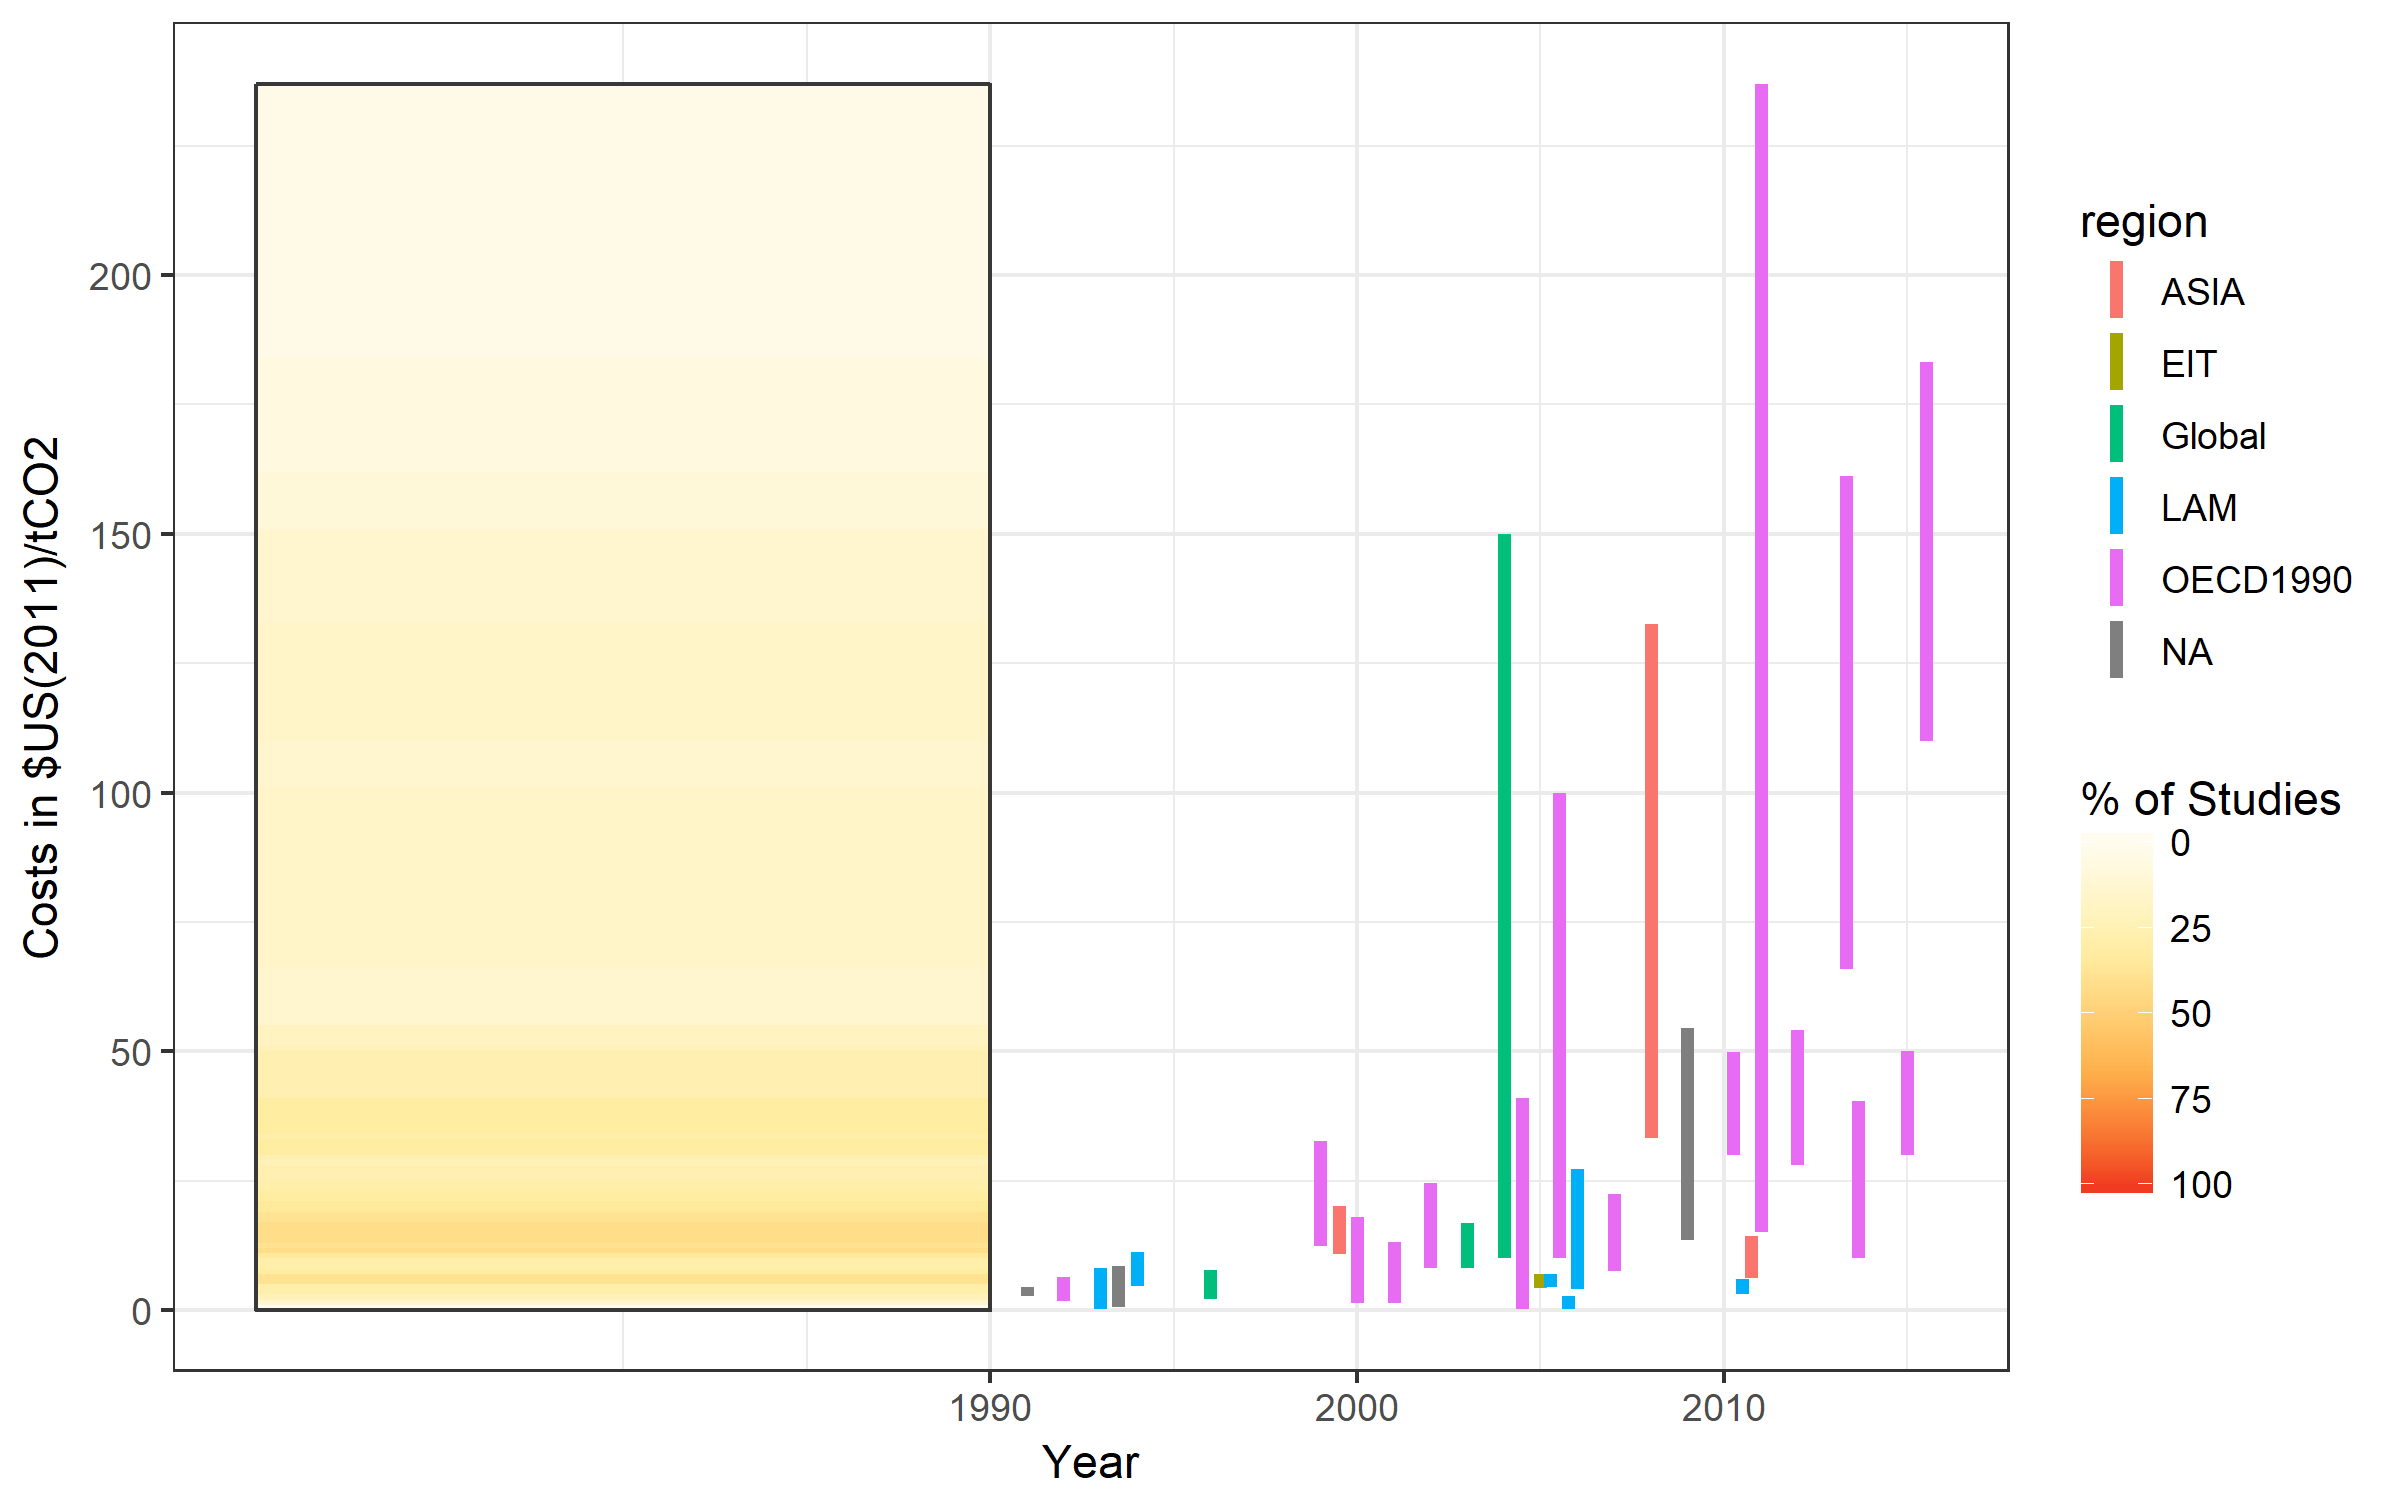 Costs in $US(2011)/tCO2
200
150
100
50
0
1990
2000
2010
Year
region
ASIA
EIT
Global
LAM
OECD1990
NA
% of Studies
0
25
50
75
100